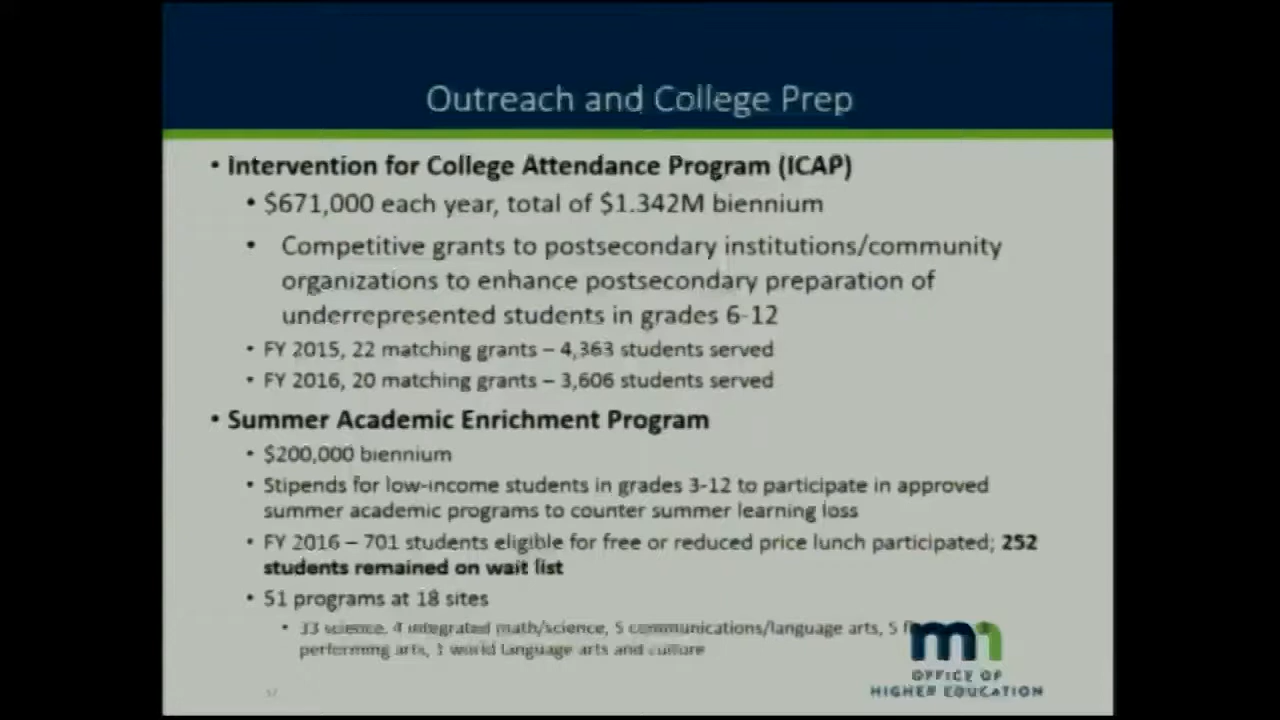 Outreach and College Prep
• Intervention for College Attendance Program (ICAP)
• $671,000 each year, total of $1.342M biennium
• Competitive grants to postsecondary institutions/community
organizations to enhance postsecondary preparation of
underrepresented students in grades 6-12
• FY 2015, 22 matching grants – 4,363 students served
• FY 2016, 20 matching grants – 3,606 students served
• Summer Academic Enrichment Program
• $200,000 biennium
• Stipends for low-income students in grades 3-12 to participate in approved
summer academic programs to counter summer learning loss
• FY 2016 – 701 students eligible for free or reduced price lunch participated; 252
students remained on wait list
• 51 programs at 18 sites
• 33 science, 4 integrated math/science, 5 communications/language arts, 5
performing arts, 1 world language arts and culture
mn
OFFICE OF
HIGHER EDUCATION